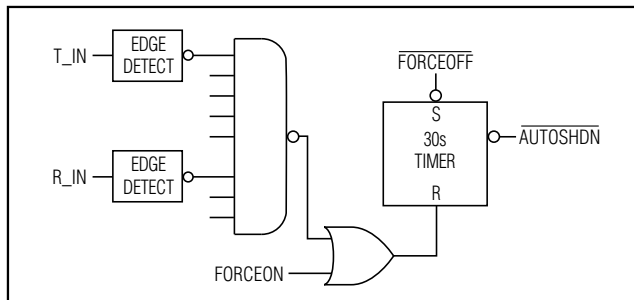 T_IN
EDGE
DETECT
R_IN
EDGE
DETECT
FORCEON
FORCEOFF
S
30s
TIMER
R
AUTOSHDN